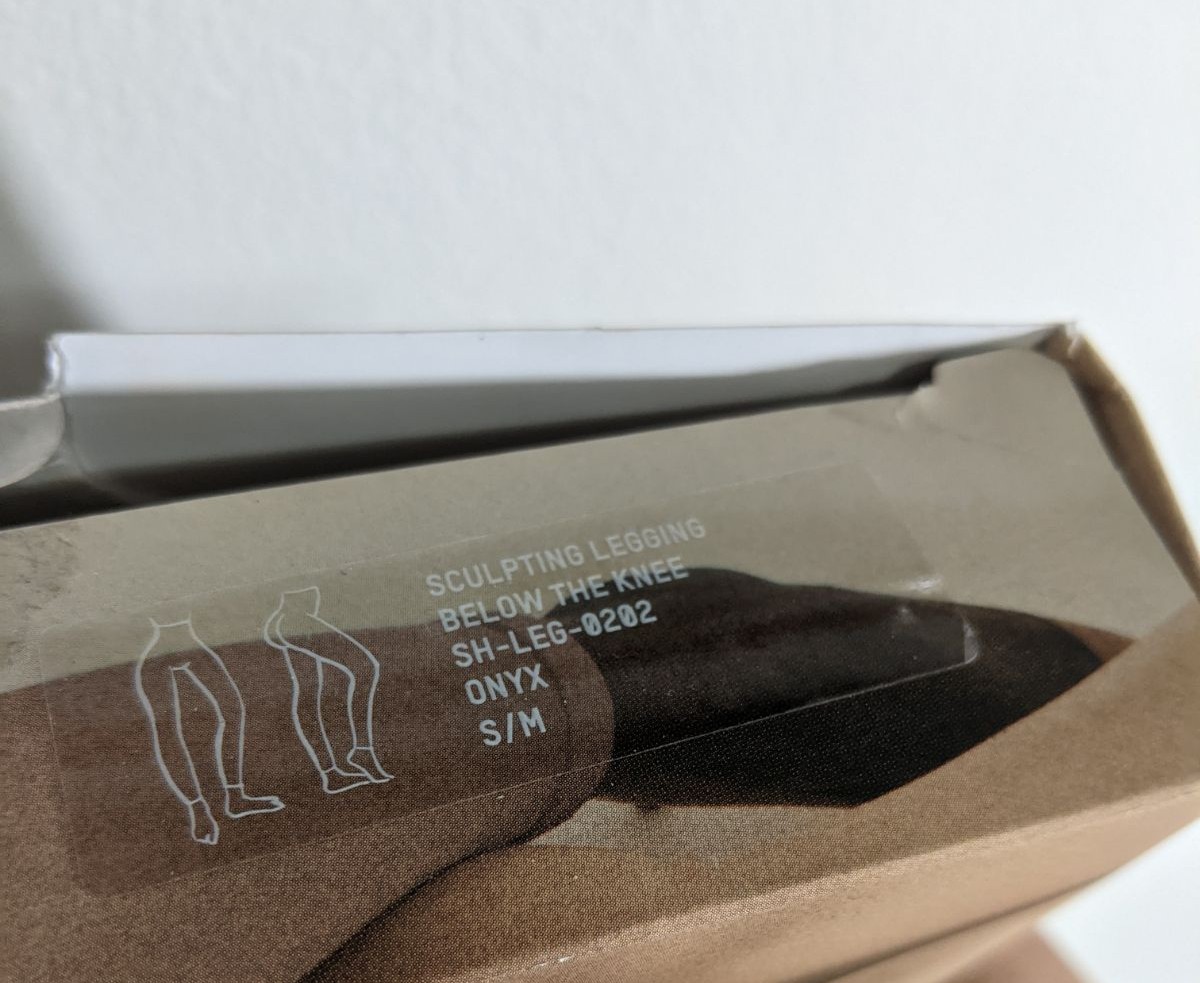 SCULPTING LEGGING
BELOW THE KNEE
SH-LEG-0202
ONYX
S/M